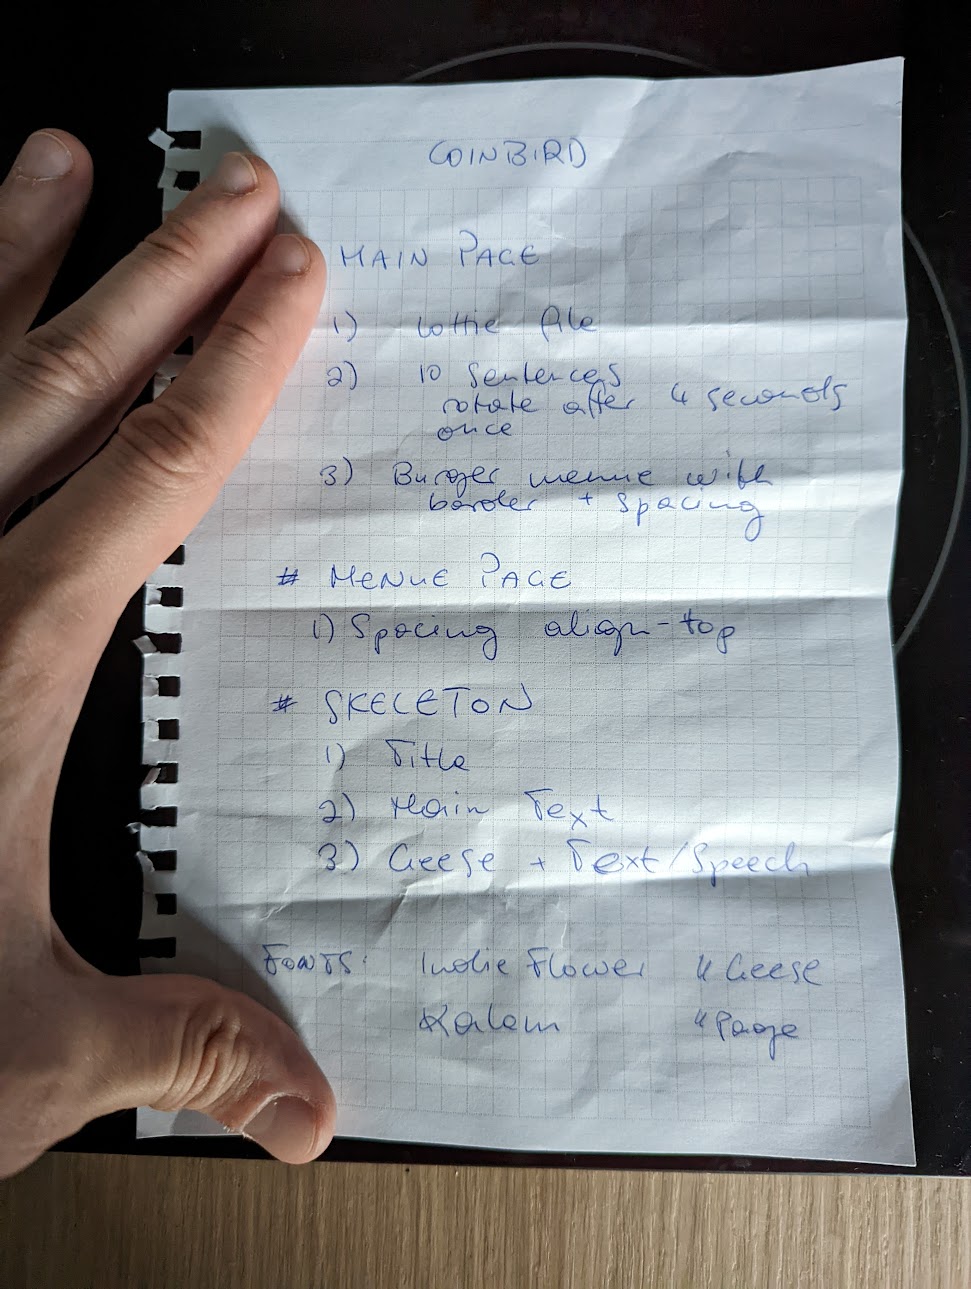 COINBIRD
MAIN PAGE
1) Lottie file
2) 10 Sentences
rotate after 4 seconds
once
3) Burger menue with
border + spacing
# MENUE PAGE
1) Spacing align-top
# SKELETON
1) Title
2) Main Text
3) Geese + Text/Speech
FONTS: Indie Flower " Geese
Kalam " Page